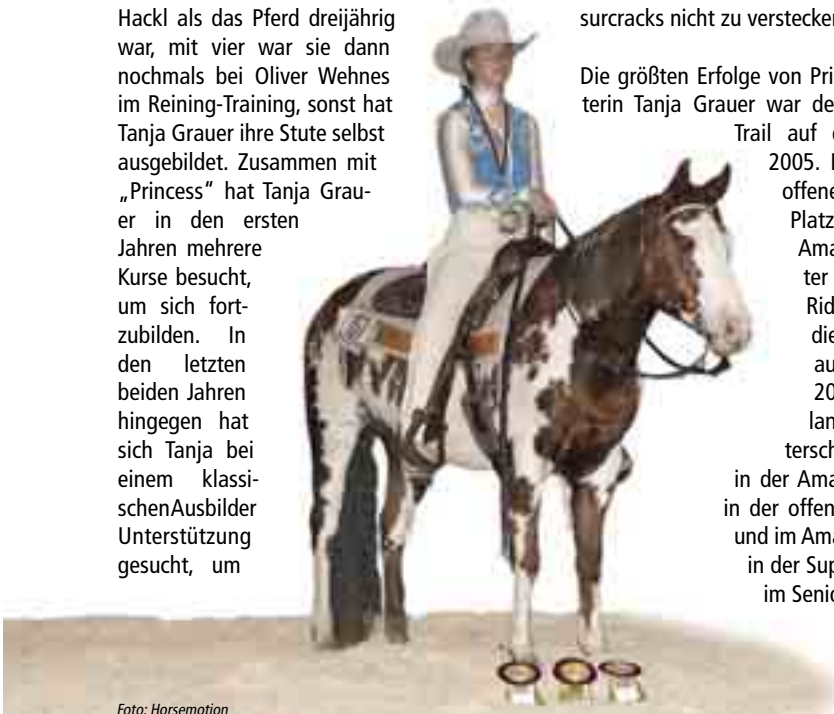 Hackl als das Pferd dreijährig
war, mit vier war sie dann
nochmals bei Oliver Wehnes
im Reining-Training, sonst hat
Tanja Grauer ihre Stute selbst
ausgebildet. Zusammen mit
„Princess“ hat Tanja Grau-
er in den ersten
Jahren mehrere
Kurse besucht,
um sich fort-
zubilden. In
den letzten
beiden Jahren
hingegen hat
sich Tanja bei
einem klassi-
schenAusbilder
Unterstützung
gesucht, um
surcracks nicht zu verstecken
Die größten Erfolge von Pri
terin Tanja Grauer war de
Trail auf
2005.
offene
Platz
Ama
ter
Rid
die
au
20
lan
tersch
in der Ama
in der offen
und im Ama
in der Sup
im Senio
Foto: Horsemotion